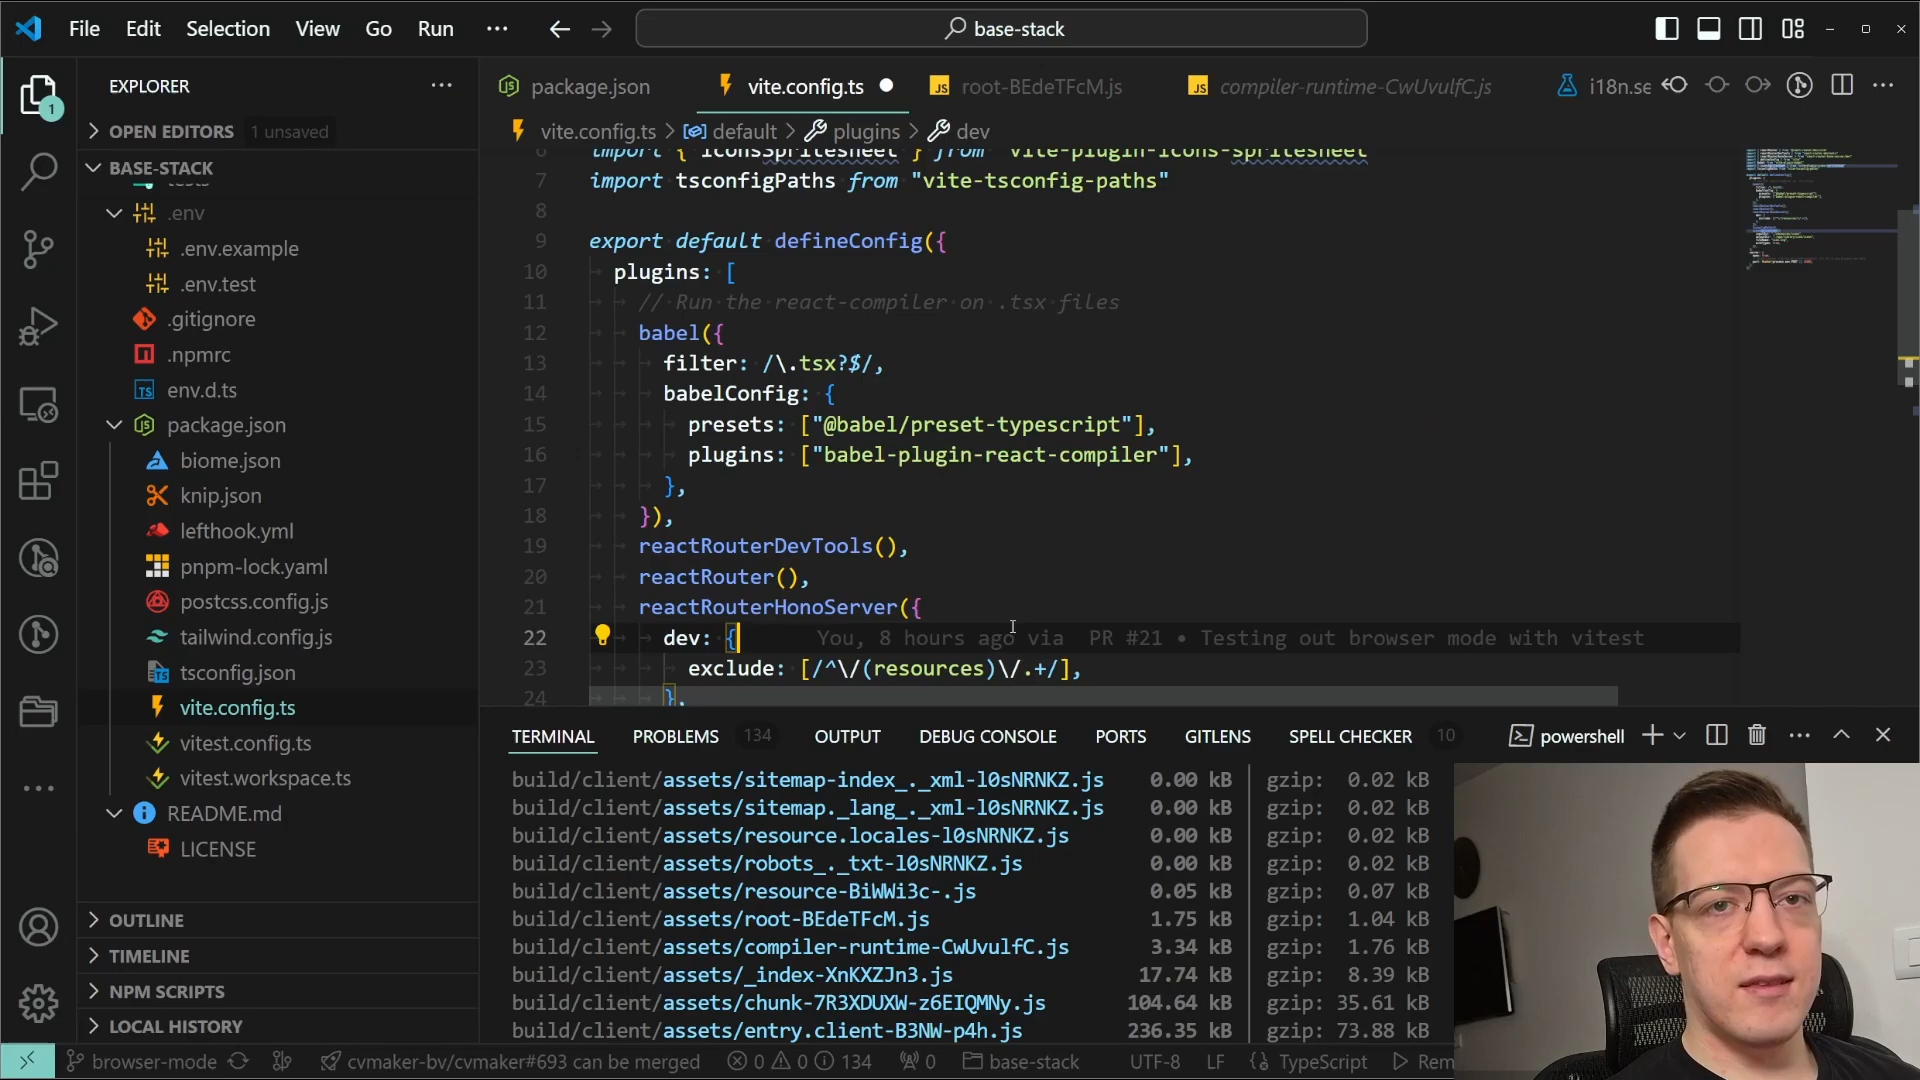 File Edit Selection View Go Run ··· base-stack
EXPLORER ···
OPEN EDITORS 1 unsaved
BASE-STACK
tests
.env
.env.example
.env.test
.gitignore
.npmrc
env.d.ts
package.json
biome.json
knip.json
lefthook.yml
pnpm-lock.yaml
postcss.config.js
tailwind.config.js
tsconfig.json
vite.config.ts
vitest.config.ts
vitest.workspace.ts
README.md
LICENSE
OUTLINE
TIMELINE
NPM SCRIPTS
LOCAL HISTORY
1
package.json vite.config.ts root-BEdeTFcM.js compiler-runtime-CwUvulfC.js i18n.se
vite.config.ts > default > plugins > dev
6 import { iconsSpritesheet } from "vite-plugin-icons-spritesheet
7 import tsconfigPaths from "vite-tsconfig-paths"
8
9 export default defineConfig({
10 plugins: [
11 // Run the react-compiler on .tsx files
12 babel({
13 filter: /\.tsx?$/,
14 babelConfig: {
15 presets: ["@babel/preset-typescript"],
16 plugins: ["babel-plugin-react-compiler"],
17 },
18 }),
19 reactRouterDevTools(),
20 reactRouter(),
21 reactRouterHonoServer({
22 dev: { You, 8 hours ago via PR #21 • Testing out browser mode with vitest
23 exclude: [/^\/(resources)\/.+/],
24 },
TERMINAL PROBLEMS 134 OUTPUT DEBUG CONSOLE PORTS GITLENS SPELL CHECKER 10 powershell
build/client/assets/sitemap-index_._xml-l0sNRNKZ.js 0.00 kB │ gzip: 0.02 kB
build/client/assets/sitemap._lang_._xml-l0sNRNKZ.js 0.00 kB │ gzip: 0.02 kB
build/client/assets/resource.locales-l0sNRNKZ.js 0.00 kB │ gzip: 0.02 kB
build/client/assets/robots_._txt-l0sNRNKZ.js 0.00 kB │ gzip: 0.02 kB
build/client/assets/resource-BiWWi3c-.js 0.05 kB │ gzip: 0.07 kB
build/client/assets/root-BEdeTFcM.js 1.75 kB │ gzip: 1.04 kB
build/client/assets/compiler-runtime-CwUvulfC.js 3.34 kB │ gzip: 1.76 kB
build/client/assets/_index-XnKXZJn3.js 17.74 kB │ gzip: 8.39 kB
build/client/assets/chunk-7R3XDUXW-z6EIQMNy.js 104.64 kB │ gzip: 35.61 kB
build/client/assets/entry.client-B3NW-p4h.js 236.35 kB │ gzip: 73.88 kB
browser-mode cvmaker-bv/cvmaker#693 can be merged 0 0 134 0 base-stack UTF-8 LF TypeScript Rem